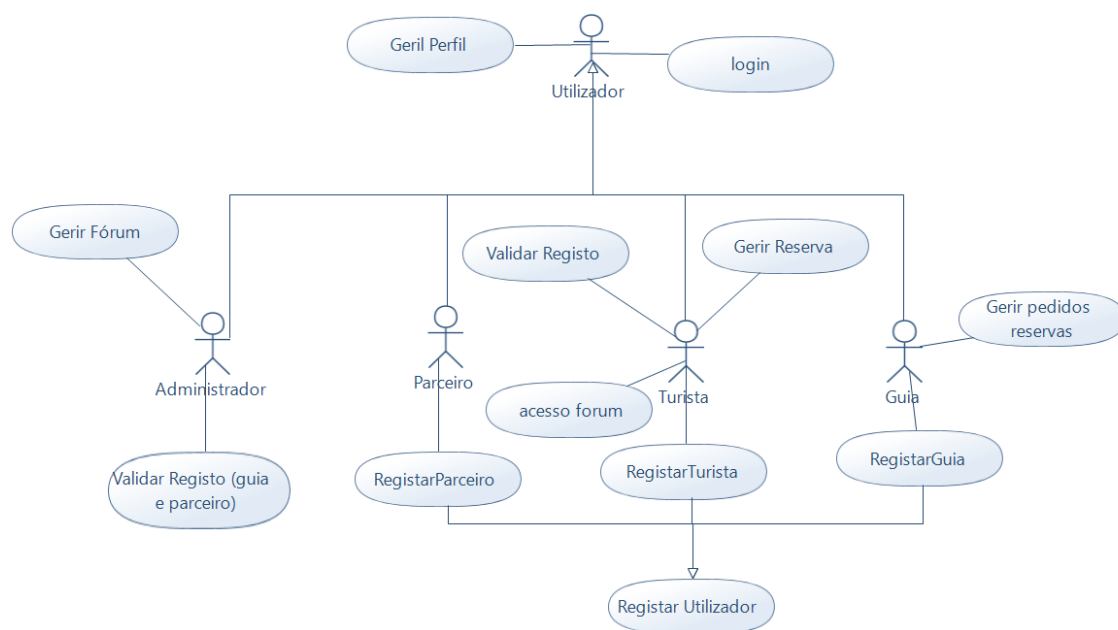 Geril Perfil
login
Utilizador
Gerir Fórum
Validar Registo
Gerir Reserva
Gerir pedidos
reservas
Administrador
Parceiro
Turista
Guia
acesso forum
Validar Registo (guia
e parceiro)
RegistarParceiro
RegistarTurista
RegistarGuia
Registar Utilizador